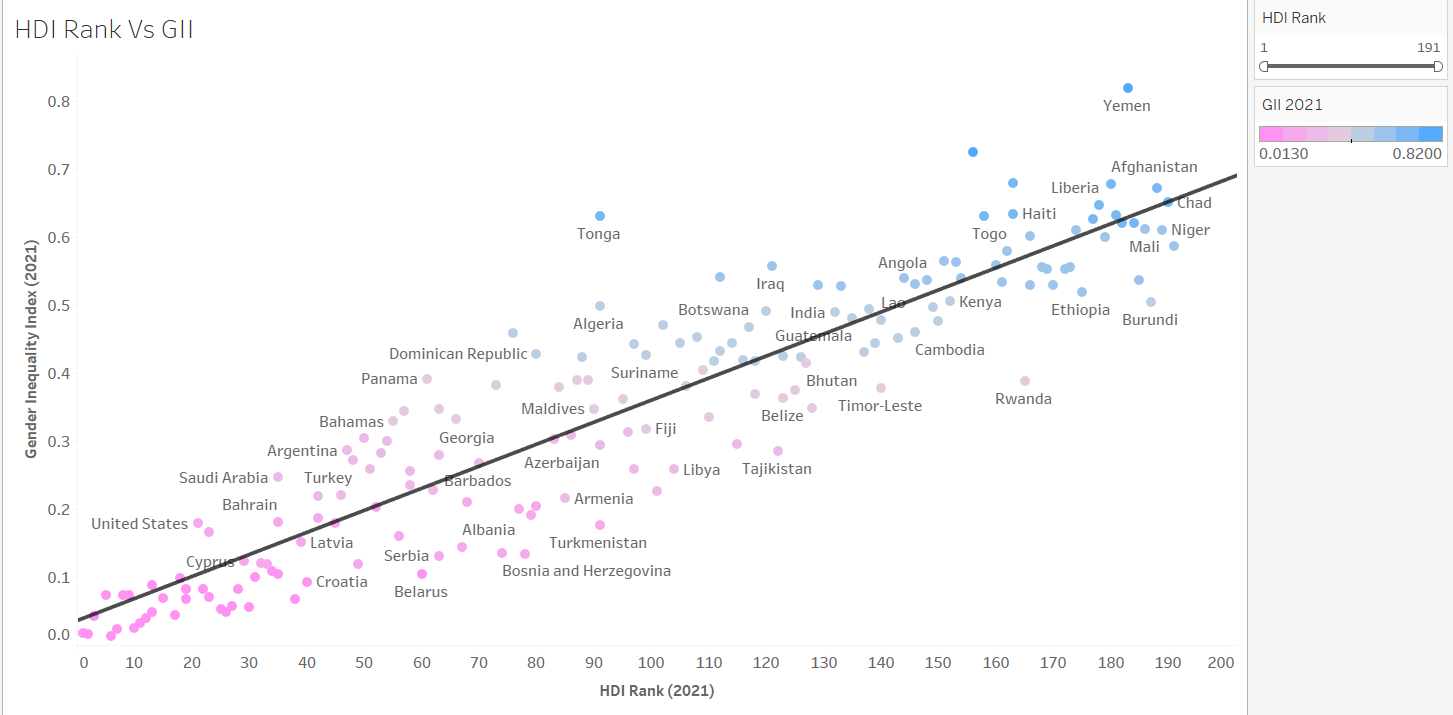 HDI Rank Vs GII
HDI Rank
1 191
GII 2021
0.0130 0.8200
Gender Inequality Index (2021)
0.8
0.7
0.6
0.5
0.4
0.3
0.2
0.1
0.0
Yemen
Afghanistan
Liberia
Chad
Haiti
Tonga
Togo
Niger
Mali
Angola
Iraq
Lao
Kenya
Botswana
India
Ethiopia
Burundi
Algeria
Guatemala
Cambodia
Dominican Republic
Suriname
Panama
Bhutan
Rwanda
Maldives
Timor-Leste
Belize
Bahamas
Fiji
Georgia
Argentina
Azerbaijan
Libya
Tajikistan
Saudi Arabia
Turkey
Barbados
Armenia
Bahrain
United States
Albania
Latvia
Turkmenistan
Serbia
Cyprus
Bosnia and Herzegovina
Croatia
Belarus
0 10 20 30 40 50 60 70 80 90 100 110 120 130 140 150 160 170 180 190 200
HDI Rank (2021)